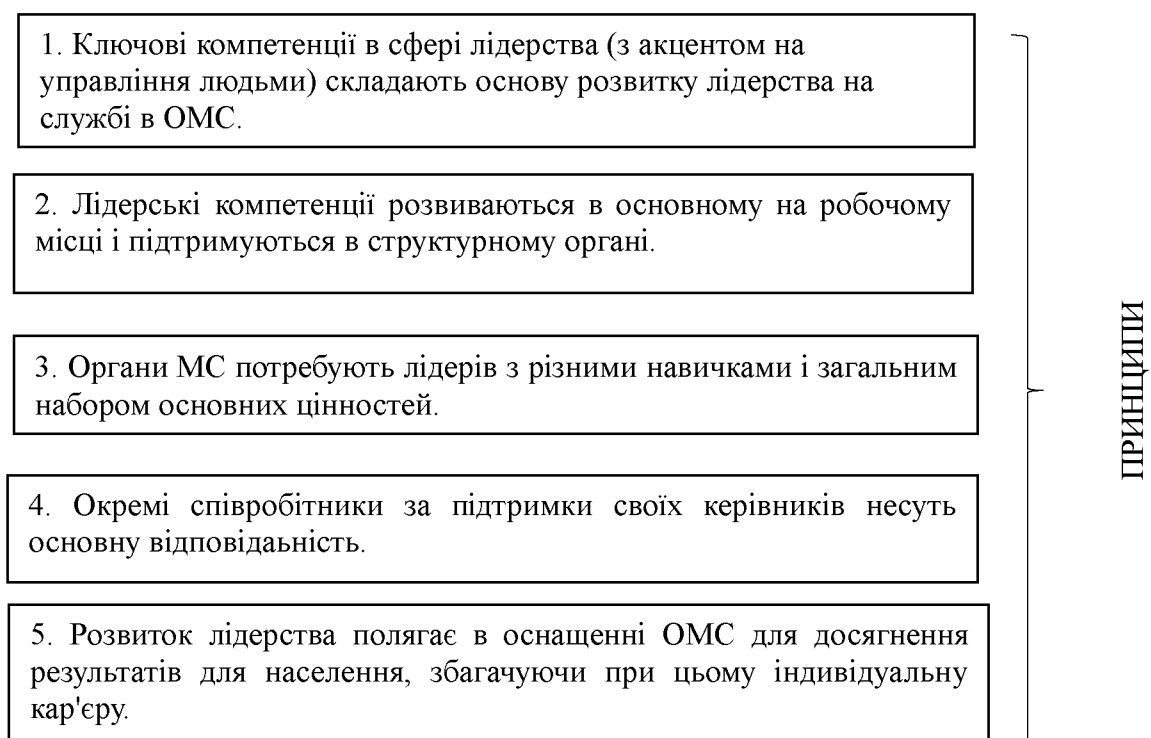 1. Ключові компетенції в сфері лідерства (з акцентом на
управління людьми) складають основу розвитку лідерства на
службі в ОМС.
2. Лідерські компетенції розвиваються в основному на робочому
місці і підтримуються в структурному органі.
3. Органи МС потребують лідерів з різними навичками і загальним
набором основних цінностей.
4. Окремі співробітники за підтримки своїх керівників несуть
основну відповідаьність.
5. Розвиток лідерства полягає в оснащенні ОМС для досягнення
результатів для населення, збагачуючи при цьому індивідуальну
кар'єру.
ПРИНЦИПИ